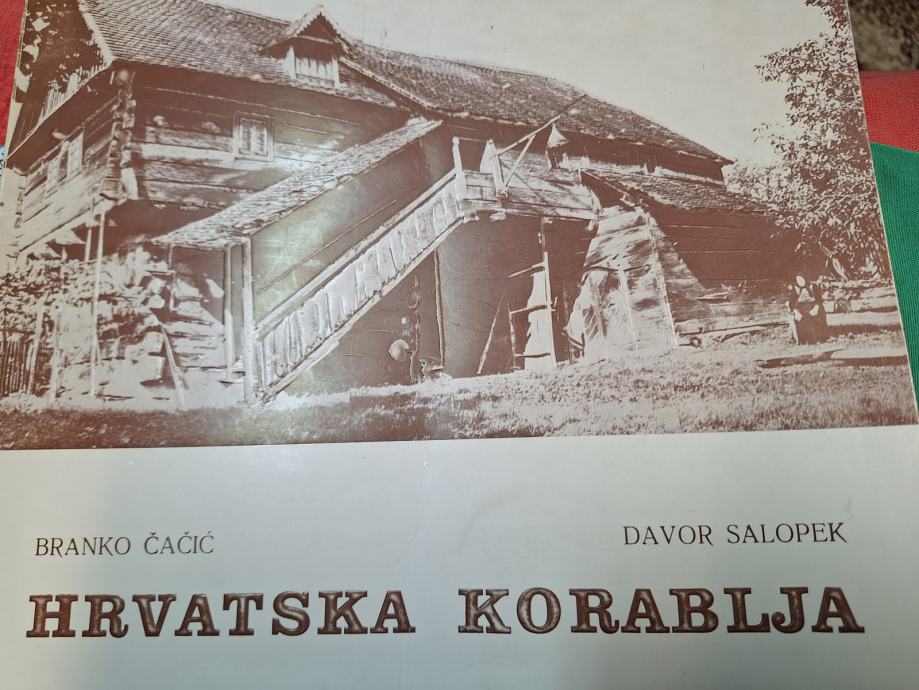 BRANKO ČAČIĆ
DAVOR SALOPEK
HRVATSKA KORABLJA